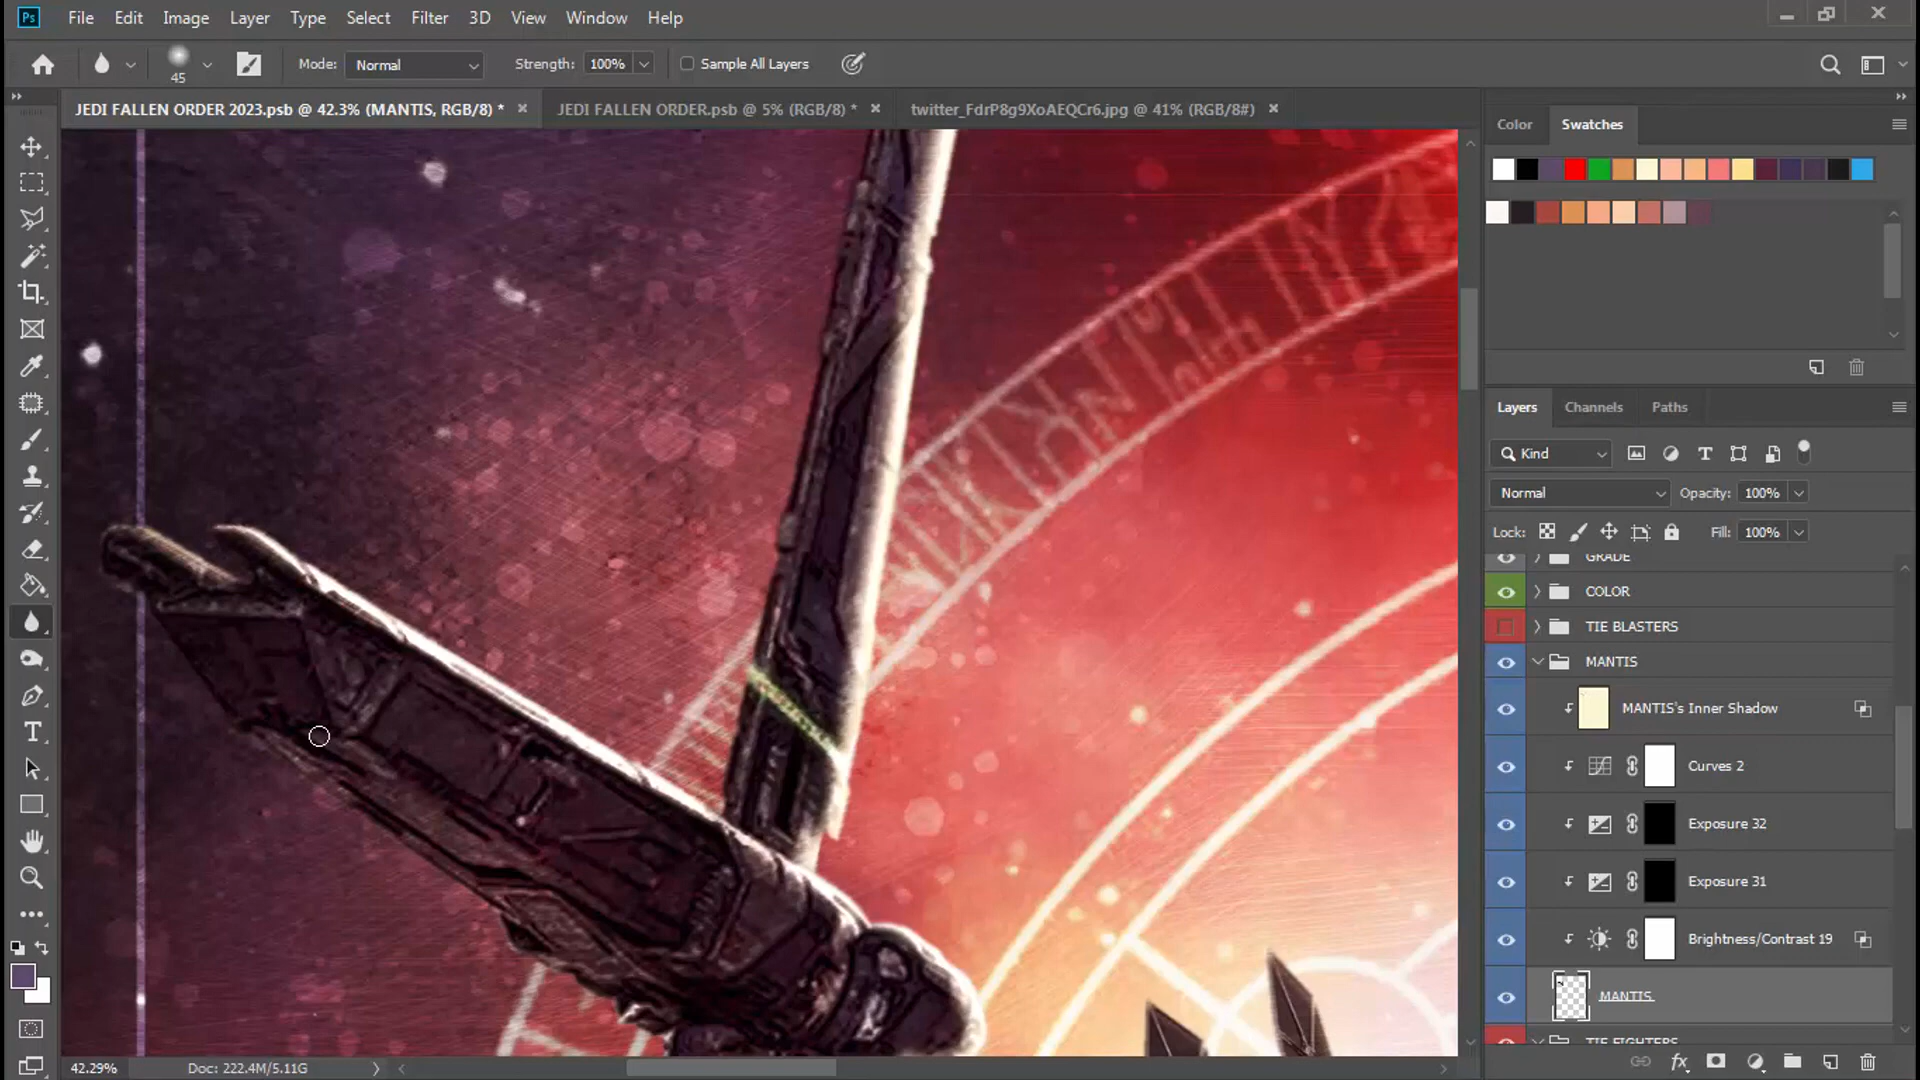 Ps File Edit Image Layer Type Select Filter 3D View Window Help
45 Mode: Normal Strength: 100% Sample All Layers
JEDI FALLEN ORDER 2023.psb @ 42.3% (MANTIS, RGB/8) * JEDI FALLEN ORDER.psb @ 5% (RGB/8) * twitter_FdrP8g9XoAEQCr6.jpg @ 41% (RGB/8#)
Color Swatches
Layers Channels Paths
Kind
Normal Opacity: 100%
Lock: Fill: 100%
GRADE
COLOR
TIE BLASTERS
MANTIS
MANTIS's Inner Shadow
Curves 2
Exposure 32
Exposure 31
Brightness/Contrast 19
MANTIS
TIE FIGHTERS
42.29% Doc: 222.4M/5.11G